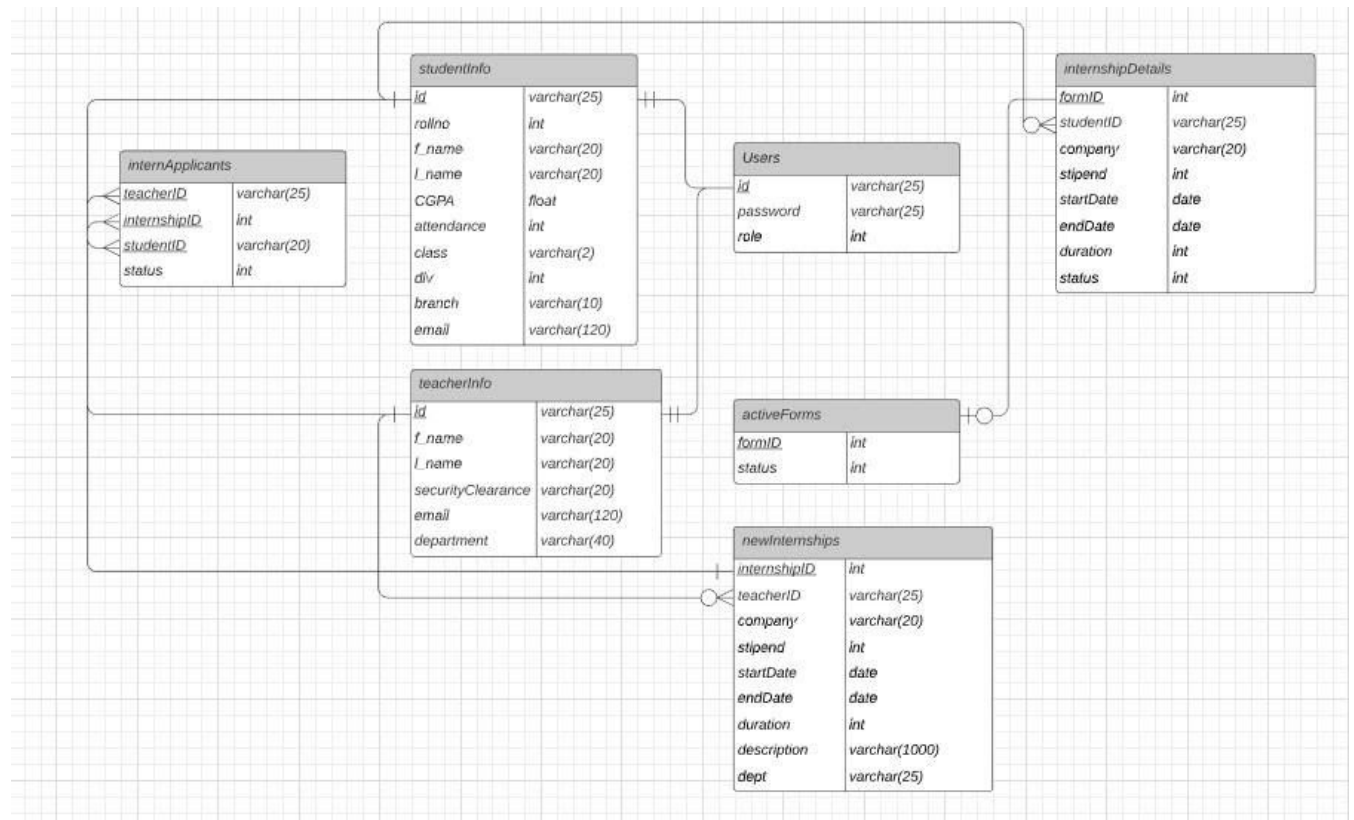 studentInfo
id varchar(25)
rollno int
f_name varchar(20)
l_name varchar(20)
CGPA float
attendance int
class varchar(2)
div int
branch varchar(10)
email varchar(120)
internshipDetails
formID int
studentID varchar(25)
company varchar(20)
stipend int
startDate date
endDate date
duration int
status int
internApplicants
teacherID varchar(25)
internshipID int
studentID varchar(20)
status int
Users
id varchar(25)
password varchar(25)
role int
teacherInfo
id varchar(25)
f_name varchar(20)
l_name varchar(20)
securityClearance varchar(20)
email varchar(120)
department varchar(40)
activeForms
formID int
status int
newInternships
internshipID int
teacherID varchar(25)
company varchar(20)
stipend int
startDate date
endDate date
duration int
description varchar(1000)
dept varchar(25)